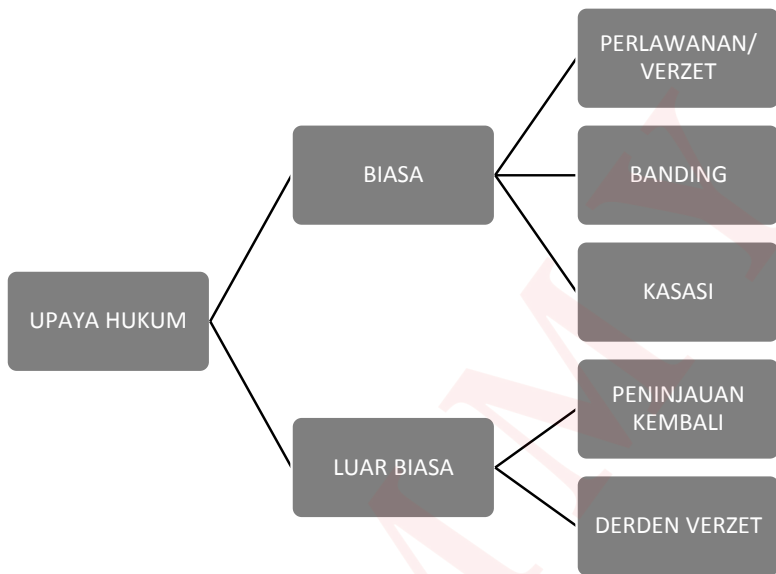 UPAYA HUKUM
BIASA
PERLAWANAN/
VERZET
BANDING
KASASI
LUAR BIASA
PENINJAUAN
KEMBALI
DERDEN VERZET